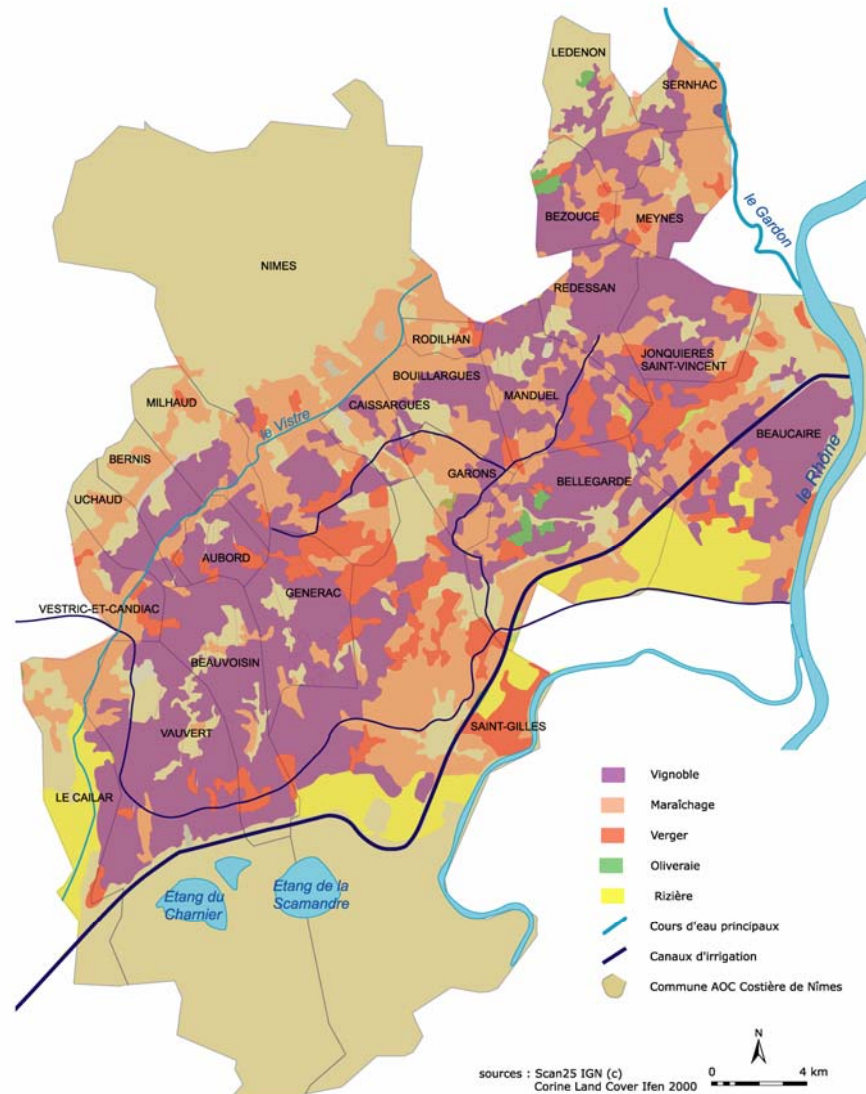 LEDENON
SERNHAC
le Gardon
BEZOUCE
MEYNES
NIMES
REDESSAN
RODILHAN
JONQUIERES
SAINT-VINCENT
BOUILLARGUES
MANDUEL
MILHAUD
CAISSARGUES
le Vistre
BEAUCAIRE
BERNIS
le Rhône
GARONS
BELLEGARDE
UCHAUD
AUBORD
GENERAC
VESTRIC-ET-CANDIAC
BEAUVOISIN
VAUVERT
SAINT-GILLES
LE CAILAR
Etang du
Charnier
Etang de la
Scamandre
Vignoble
Maraîchage
Verger
Oliveraie
Rizière
Cours d'eau principaux
Canaux d'irrigation
Commune AOC Costière de Nîmes
N
sources : Scan25 IGN (c)
Corine Land Cover Ifen 2000
0 4 km